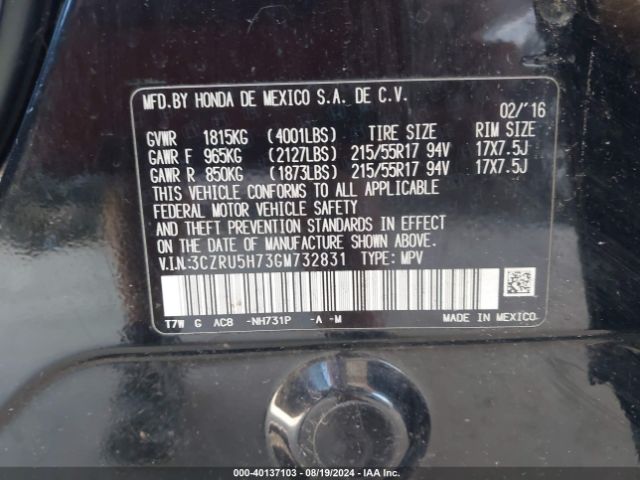 MFD.BY HONDA DE MEXICO S.A. DE C.V.
02/'16
GVWR 1815KG (4001LBS) TIRE SIZE RIM SIZE
GAWR F 965KG (2127LBS) 215/55R17 94V 17X7.5J
GAWR R 850KG (1873LBS) 215/55R17 94V 17X7.5J
THIS VEHICLE CONFORMS TO ALL APPLICABLE
FEDERAL MOTOR VEHICLE SAFETY
AND THEFT PREVENTION STANDARDS IN EFFECT
ON THE DATE OF MANUFACTURE SHOWN ABOVE.
V.I.N.:3CZRU5H73GM732831 TYPE: MPV
T7W G AC8 -NH731P -A -M MADE IN MEXICO
000-40137103 - 08/19/2024 - IAA Inc.